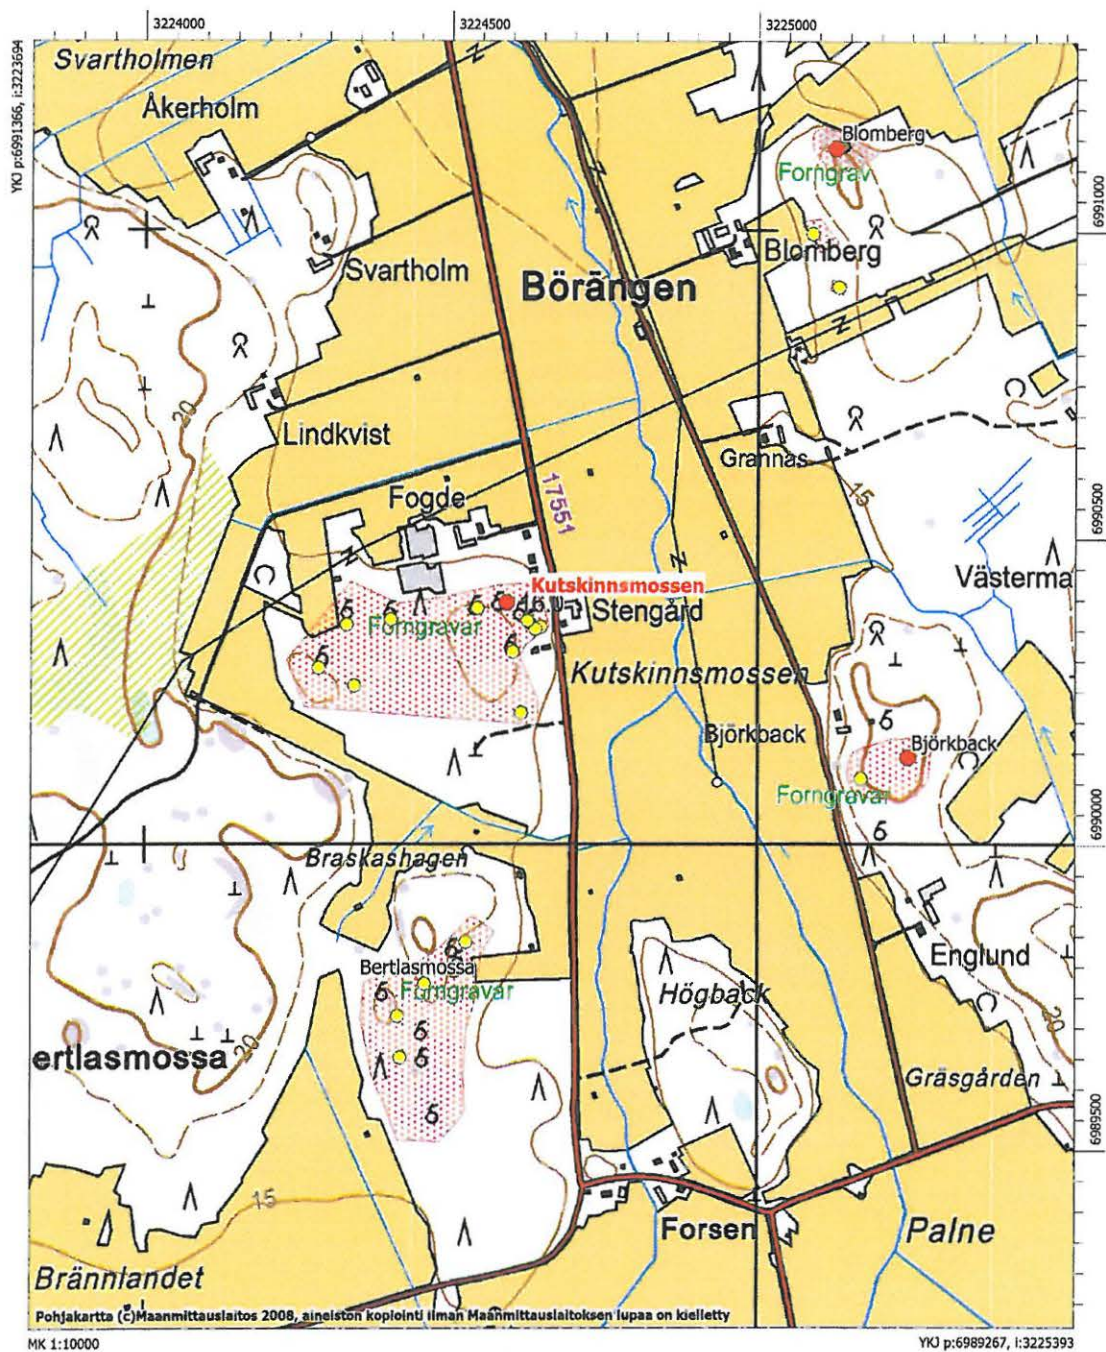 3224000
3224500
3225000
YKJ p:6991366, i:3223694
Svartholmen
Åkerholm
Blomberg
Forngrav
6991000
Svartholm
Börängen
Blomberg
20
Lindkvist
Grannas
Fogde
17551
15
6990500
Kutskinnsmossen
Västerma
Forngravar
Stengård
Kutskinnsmossen
Björkback
Björkback
Forngravar
6990000
Braskashagen
Bertlasmossa
Forngravar
Högback
Englund
20
20
ertlasmossa
Gräsgården
6989500
15
Forsen
Palne
Brännlandet
Pohjakartta (c)Maanmittauslaitos 2008, aineiston kopiointi ilman Maanmittauslaitoksen lupaa on kielletty
MK 1:10000
YKJ p:6989267, i:3225393